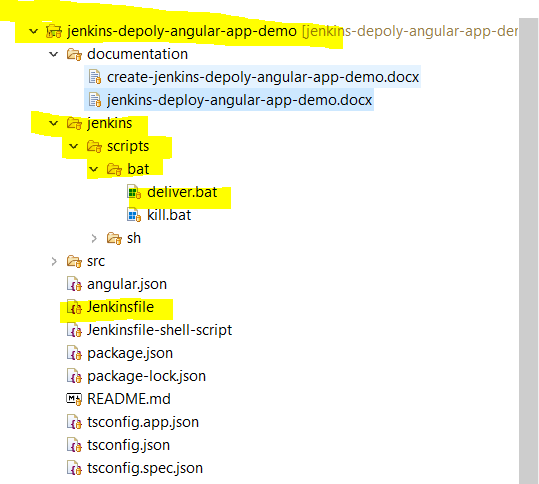 jenkins-depoly-angular-app-demo [jenkins-depoly-angular-app-der
documentation
create-jenkins-depoly-angular-app-demo.docx
jenkins-deploy-angular-app-demo.docx
jenkins
scripts
bat
deliver.bat
kill.bat
sh
src
angular.json
Jenkinsfile
Jenkinsfile-shell-script
package.json
package-lock.json
README.md
tsconfig.app.json
tsconfig.json
tsconfig.spec.json